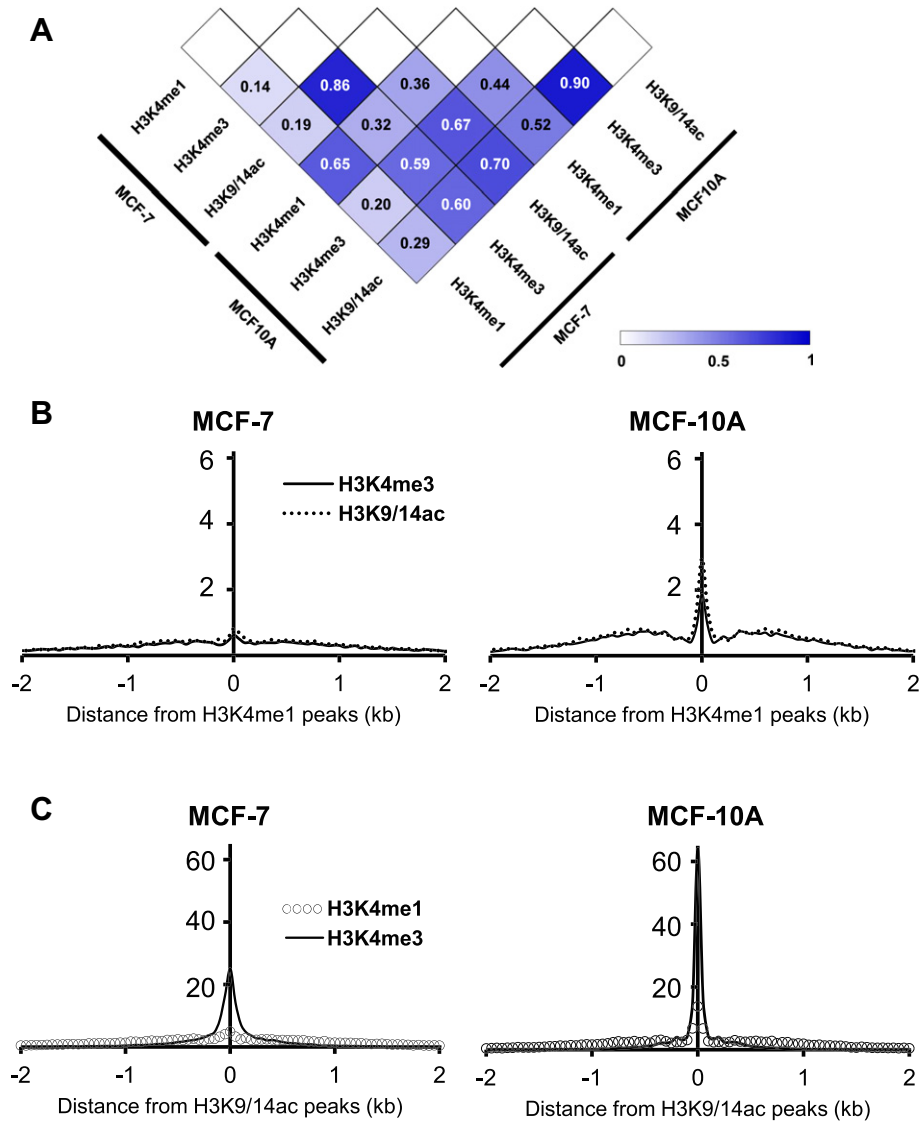 A
0.14 0.86 0.36 0.44 0.90
0.19 0.32 0.67 0.52
0.65 0.59 0.70
0.20 0.60
0.29
H3K4me1
H3K4me3
H3K9/14ac
H3K4me1
H3K4me3
H3K9/14ac
MCF-7
MCF10A
H3K9/14ac
H3K4me3
H3K4me1
H3K9/14ac
H3K4me3
H3K4me1
MCF10A
MCF-7
0 0.5 1
B
MCF-7
6
4
2
H3K4me3
H3K9/14ac
-2 -1 0 1 2
Distance from H3K4me1 peaks (kb)
MCF-10A
6
4
2
-2 -1 0 1 2
Distance from H3K4me1 peaks (kb)
C
MCF-7
60
40
20
H3K4me1
H3K4me3
-2 -1 0 1 2
Distance from H3K9/14ac peaks (kb)
MCF-10A
60
40
20
-2 -1 0 1 2
Distance from H3K9/14ac peaks (kb)